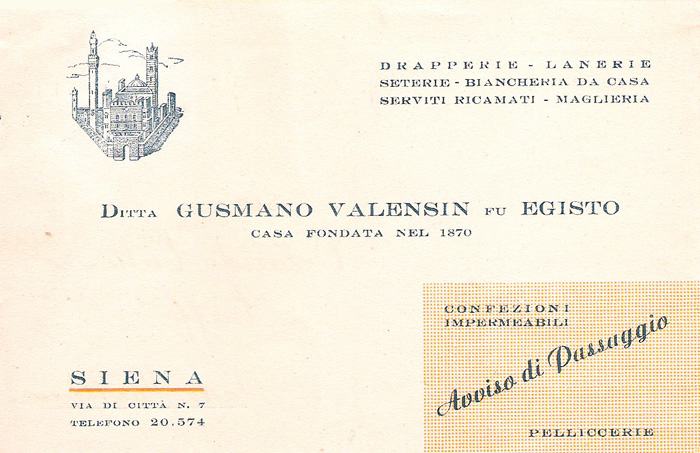 DRAPPERIE - LANERIE
SETERIE - BIANCHERIA DA CASA
SERVITI RICAMATI - MAGLIERIA
DITTA GUSMANO VALENSIN FU EGISTO
CASA FONDATA NEL 1870
CONFEZIONI
IMPERMEABILI
Avviso di Passaggio
PELLICCERIE
SIENA
VIA DI CITTÀ N. 7
TELEFONO 20.574